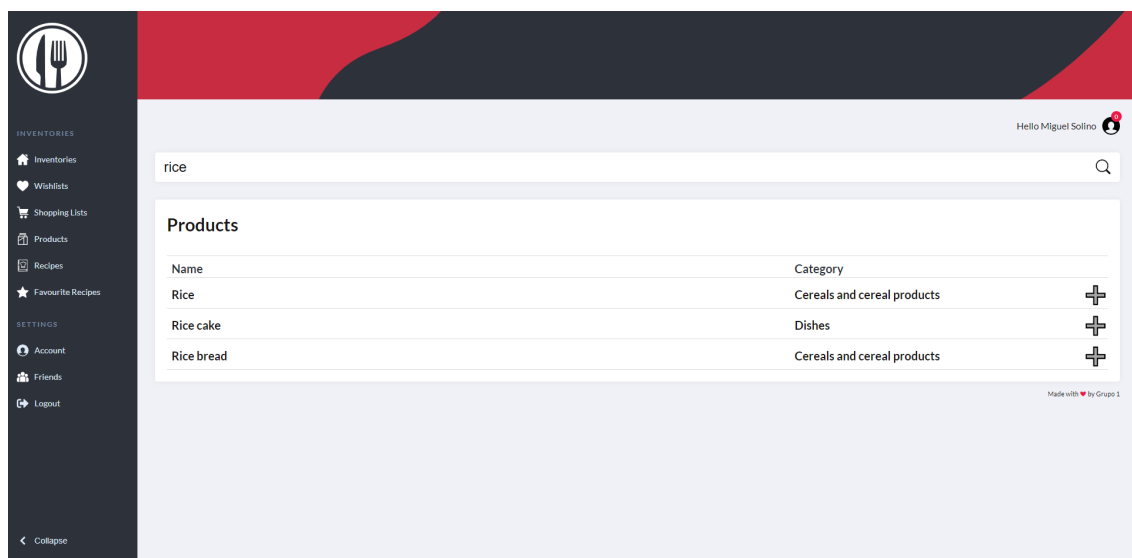 INVENTORIES
Inventories
Wishlists
Shopping Lists
Products
Recipes
Favourite Recipes
SETTINGS
Account
Friends
Logout
Collapse
Hello Miguel Solino
0
rice
Products
Name Category
Rice Cereals and cereal products
Rice cake Dishes
Rice bread Cereals and cereal products
Made with ♥ by Grupo 1